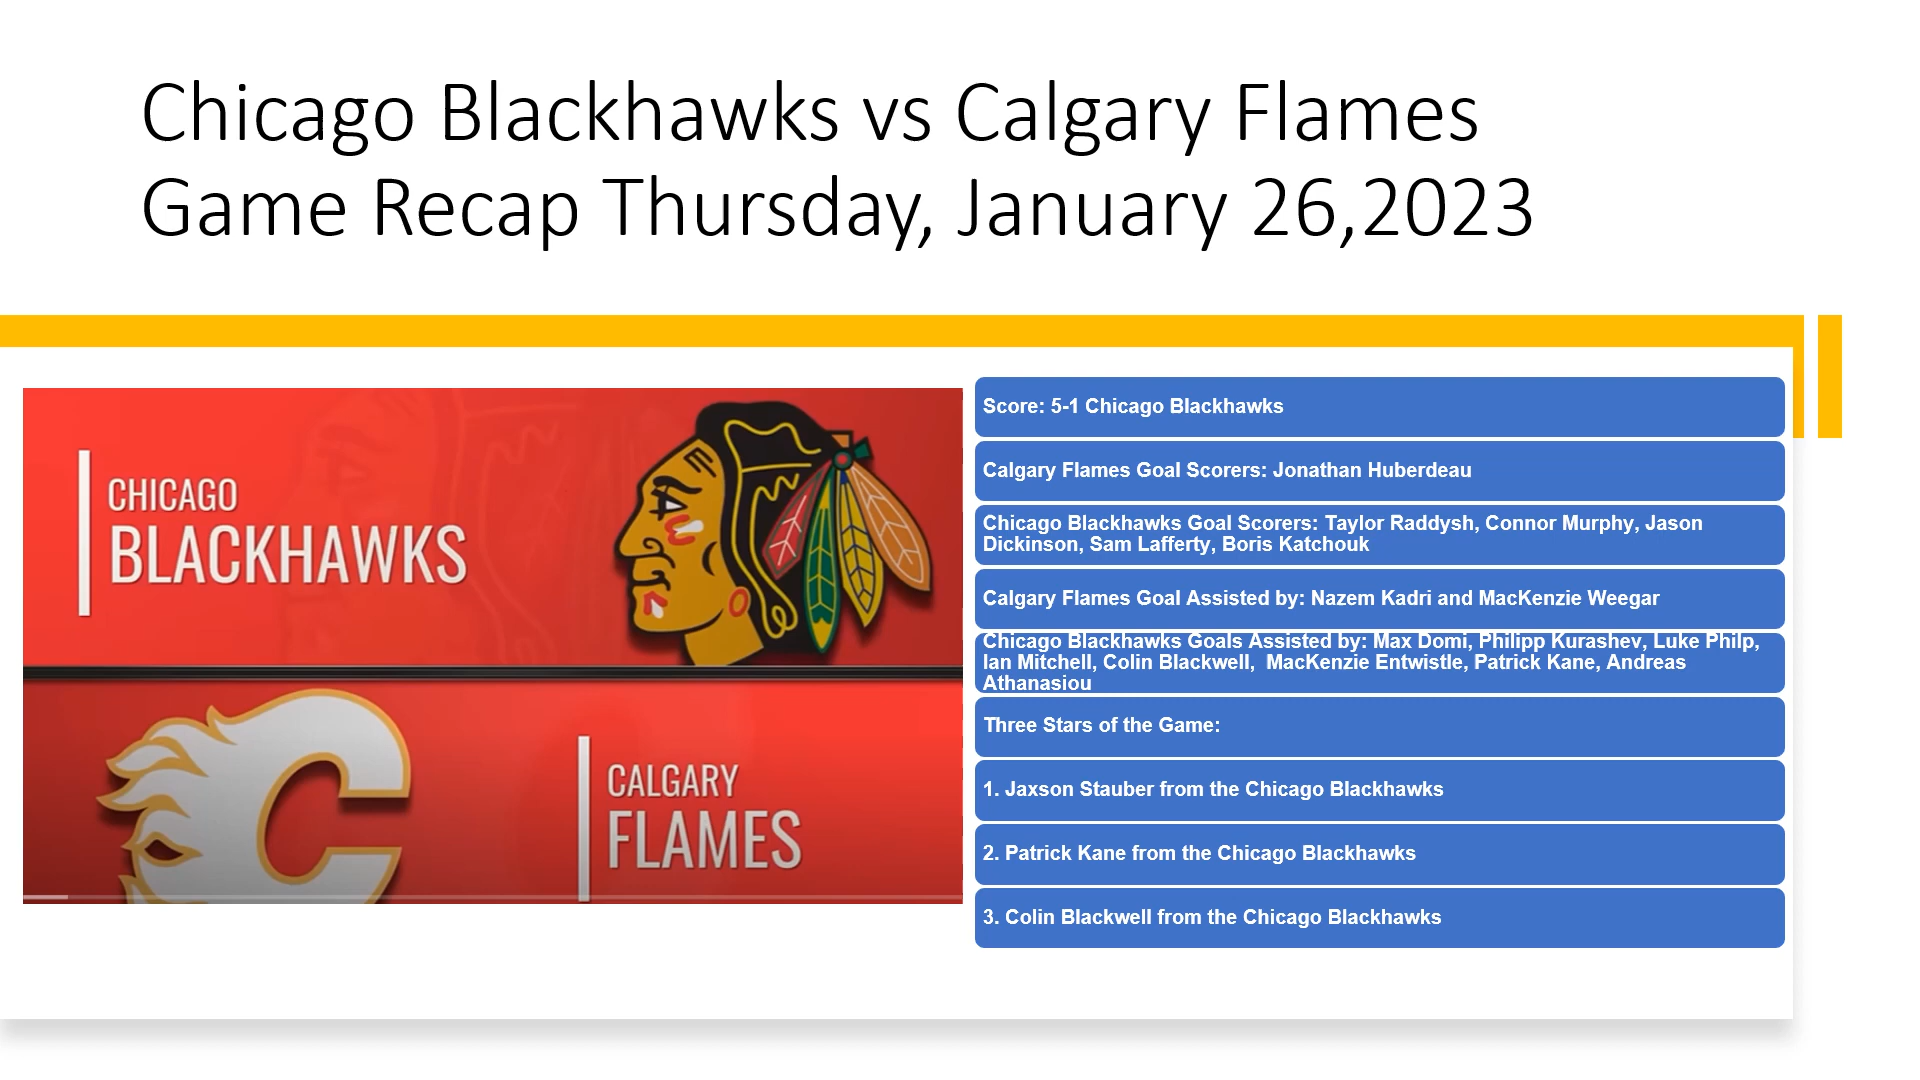 Chicago Blackhawks vs Calgary Flames
Game Recap Thursday, January 26,2023
CHICAGO
BLACKHAWKS
CALGARY
FLAMES
Score: 5-1 Chicago Blackhawks
Calgary Flames Goal Scorers: Jonathan Huberdeau
Chicago Blackhawks Goal Scorers: Taylor Raddysh, Connor Murphy, Jason
Dickinson, Sam Lafferty, Boris Katchouk
Calgary Flames Goal Assisted by: Nazem Kadri and MacKenzie Weegar
Chicago Blackhawks Goals Assisted by: Max Domi, Philipp Kurashev, Luke Philp,
Ian Mitchell, Colin Blackwell,  MacKenzie Entwistle, Patrick Kane, Andreas
Athanasiou
Three Stars of the Game:
1. Jaxson Stauber from the Chicago Blackhawks
2. Patrick Kane from the Chicago Blackhawks
3. Colin Blackwell from the Chicago Blackhawks